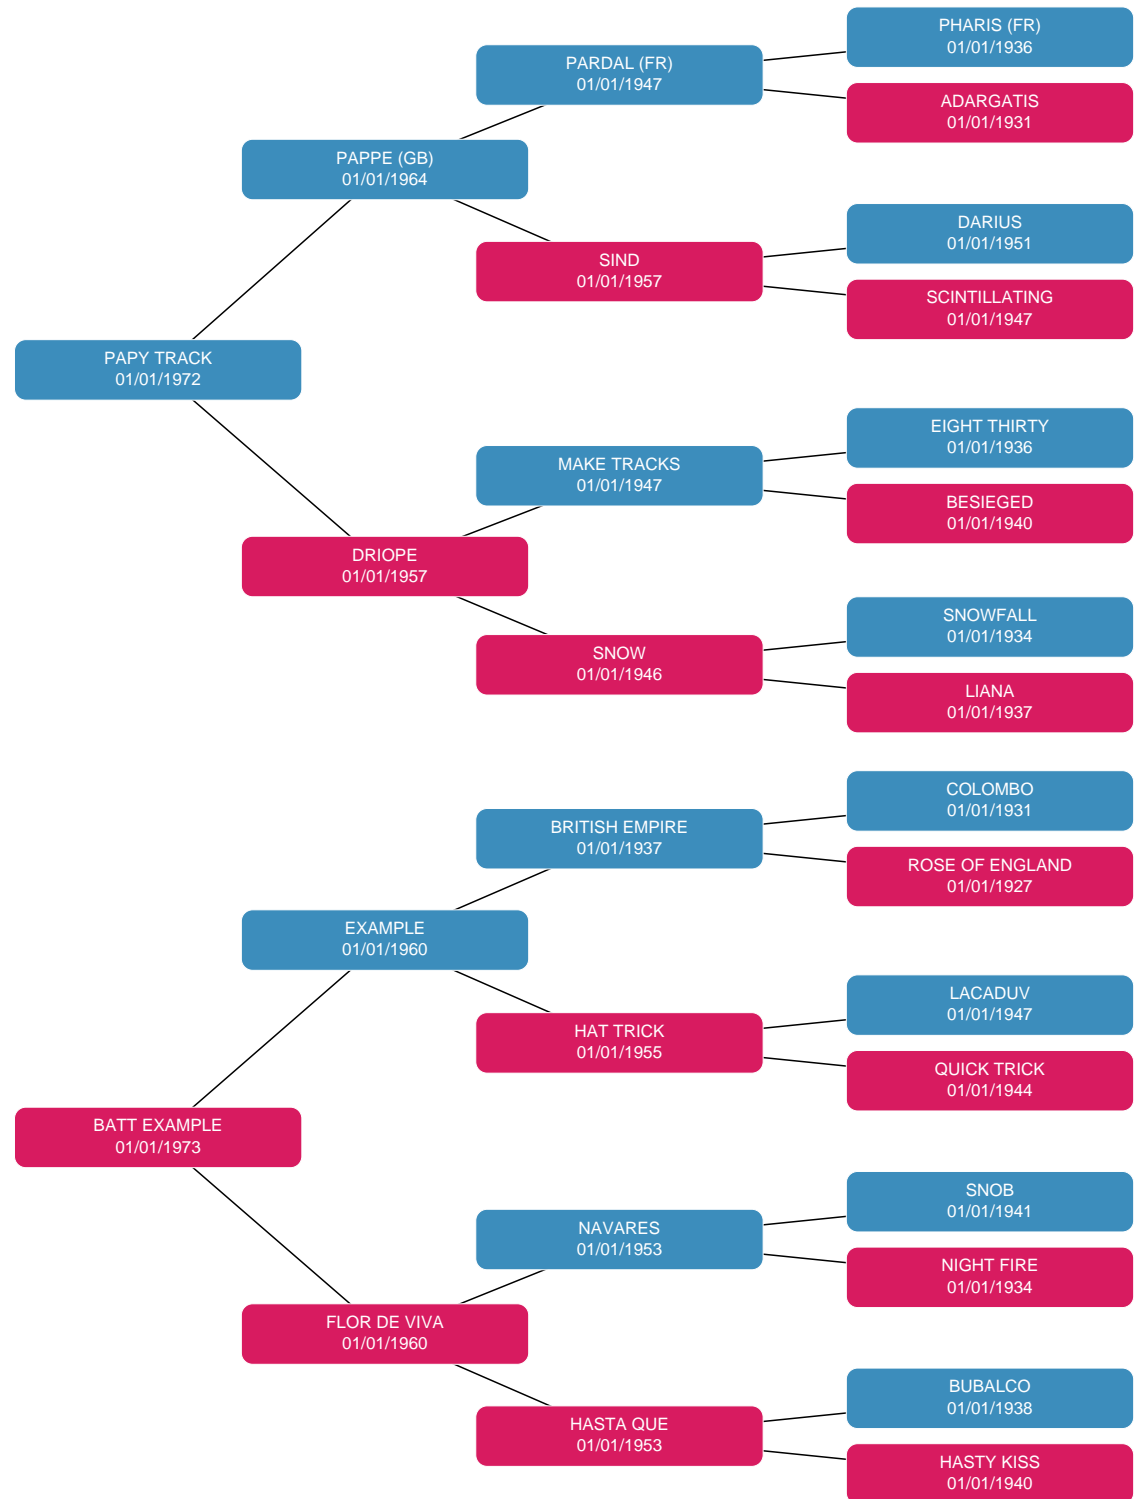 PHARIS (FR)
01/01/1936
PARDAL (FR)
01/01/1947
ADARGATIS
01/01/1931
PAPPE (GB)
01/01/1964
DARIUS
01/01/1951
SIND
01/01/1957
SCINTILLATING
01/01/1947
PAPY TRACK
01/01/1972
EIGHT THIRTY
01/01/1936
MAKE TRACKS
01/01/1947
BESIEGED
01/01/1940
DRIOPE
01/01/1957
SNOWFALL
01/01/1934
SNOW
01/01/1946
LIANA
01/01/1937
COLOMBO
01/01/1931
BRITISH EMPIRE
01/01/1937
ROSE OF ENGLAND
01/01/1927
EXAMPLE
01/01/1960
LACADUV
01/01/1947
HAT TRICK
01/01/1955
QUICK TRICK
01/01/1944
BATT EXAMPLE
01/01/1973
SNOB
01/01/1941
NAVARES
01/01/1953
NIGHT FIRE
01/01/1934
FLOR DE VIVA
01/01/1960
BUBALCO
01/01/1938
HASTA QUE
01/01/1953
HASTY KISS
01/01/1940